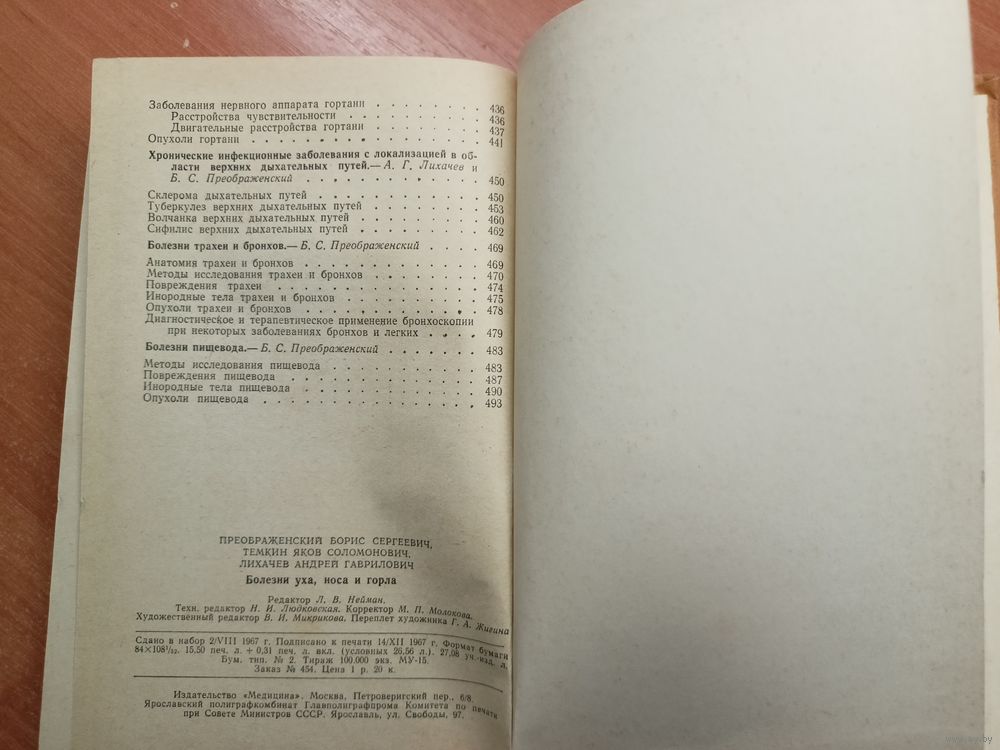 Заболевания нервного аппарата гортани . . . . . . . . 436
Расстройства чувствительности . . . . . . . . 436
Двигательные расстройства гортани . . . . . . . 437
Опухоли гортани . . . . . . . . . . . . . 441
Хронические инфекционные заболевания с локализацией в об-
ласти верхних дыхательных путей.— А. Г. Лихачев и
Б. С. Преображенский . . . . . . . . . . . 450
Склерома дыхательных путей . . . . . . . . . . 450
Туберкулез верхних дыхательных путей . . . . . . . 453
Волчанка верхних дыхательных путей . . . . . . . . 460
Сифилис верхних дыхательных путей . . . . . . . . 462
Болезни трахеи и бронхов.— Б. С. Преображенский . . . . 469
Анатомия трахеи и бронхов . . . . . . . . . . 469
Методы исследования трахеи и бронхов . . . . . . . 470
Повреждения трахеи . . . . . . . . . . . . 474
Инородные тела трахеи и бронхов . . . . . . . . 475
Опухоли трахеи и бронхов . . . . . . . . . . 478
Диагностическое и терапевтическое применение бронхоскопии
при некоторых заболеваниях бронхов и легких . . . . 479
Болезни пищевода.— Б. С. Преображенский . . . . . . 483
Методы исследования пищевода . . . . . . . . . 483
Повреждения пищевода . . . . . . . . . . . 487
Инородные тела пищевода . . . . . . . . . . 490
Опухоли пищевода . . . . . . . . . . . . 493
ПРЕОБРАЖЕНСКИЙ БОРИС СЕРГЕЕВИЧ,
ТЕМКИН ЯКОВ СОЛОМОНОВИЧ,
ЛИХАЧЕВ АНДРЕЙ ГАВРИЛОВИЧ
Болезни уха, носа и горла
Редактор Л. В. Нейман.
Техн. редактор Н. И. Людковская. Корректор М. П. Молокова.
Художественный редактор В. И. Микрикова. Переплет художника Г. А. Жигина
Сдано в набор 2/VIII 1967 г. Подписано к печати 14/XII 1967 г. Формат бумаги
84×108¹/₃₂. 15,50 печ. л. + 0,31 печ. л. вкл. (условных 26,56 л.). 27,08 уч.-изд. л.
Бум. тип. № 2. Тираж 100.000 экз. МУ-15.
Заказ № 454. Цена 1 р. 20 к.
Издательство «Медицина». Москва, Петроверигский пер., 6/8.
Ярославский полиграфкомбинат Главполиграфпрома Комитета по печати
при Совете Министров СССР. Ярославль, ул. Свободы, 97.